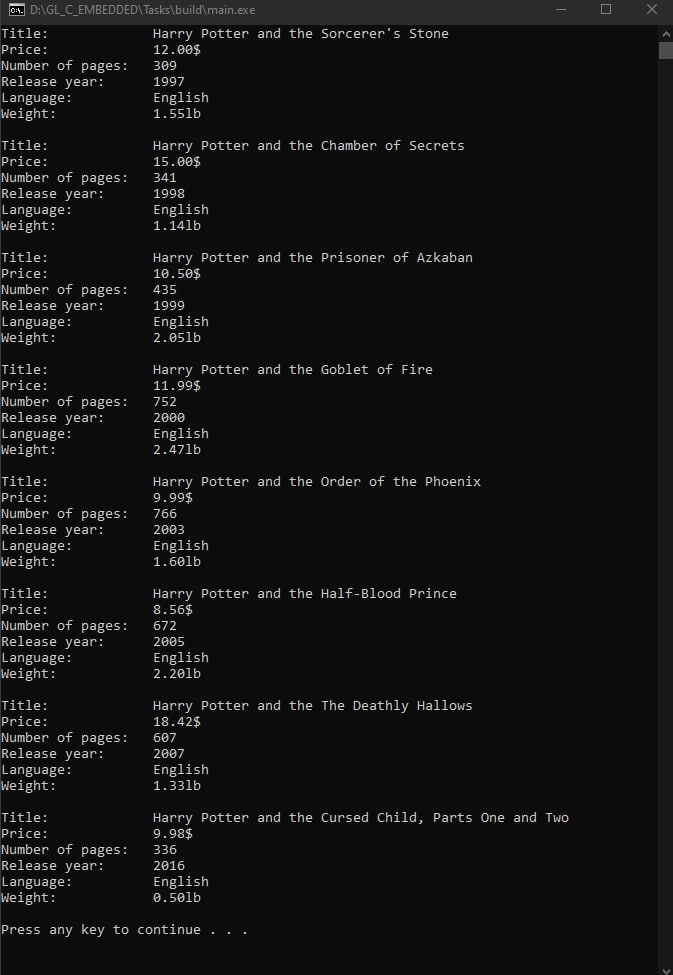 D:\GL_C_EMBEDDED\Tasks\build\main.exe
Title: Harry Potter and the Sorcerer's Stone
Price: 12.00$
Number of pages: 309
Release year: 1997
Language: English
Weight: 1.55lb
Title: Harry Potter and the Chamber of Secrets
Price: 15.00$
Number of pages: 341
Release year: 1998
Language: English
Weight: 1.14lb
Title: Harry Potter and the Prisoner of Azkaban
Price: 10.50$
Number of pages: 435
Release year: 1999
Language: English
Weight: 2.05lb
Title: Harry Potter and the Goblet of Fire
Price: 11.99$
Number of pages: 752
Release year: 2000
Language: English
Weight: 2.47lb
Title: Harry Potter and the Order of the Phoenix
Price: 9.99$
Number of pages: 766
Release year: 2003
Language: English
Weight: 1.60lb
Title: Harry Potter and the Half-Blood Prince
Price: 8.56$
Number of pages: 672
Release year: 2005
Language: English
Weight: 2.20lb
Title: Harry Potter and the The Deathly Hallows
Price: 18.42$
Number of pages: 607
Release year: 2007
Language: English
Weight: 1.33lb
Title: Harry Potter and the Cursed Child, Parts One and Two
Price: 9.98$
Number of pages: 336
Release year: 2016
Language: English
Weight: 0.50lb
Press any key to continue . . .